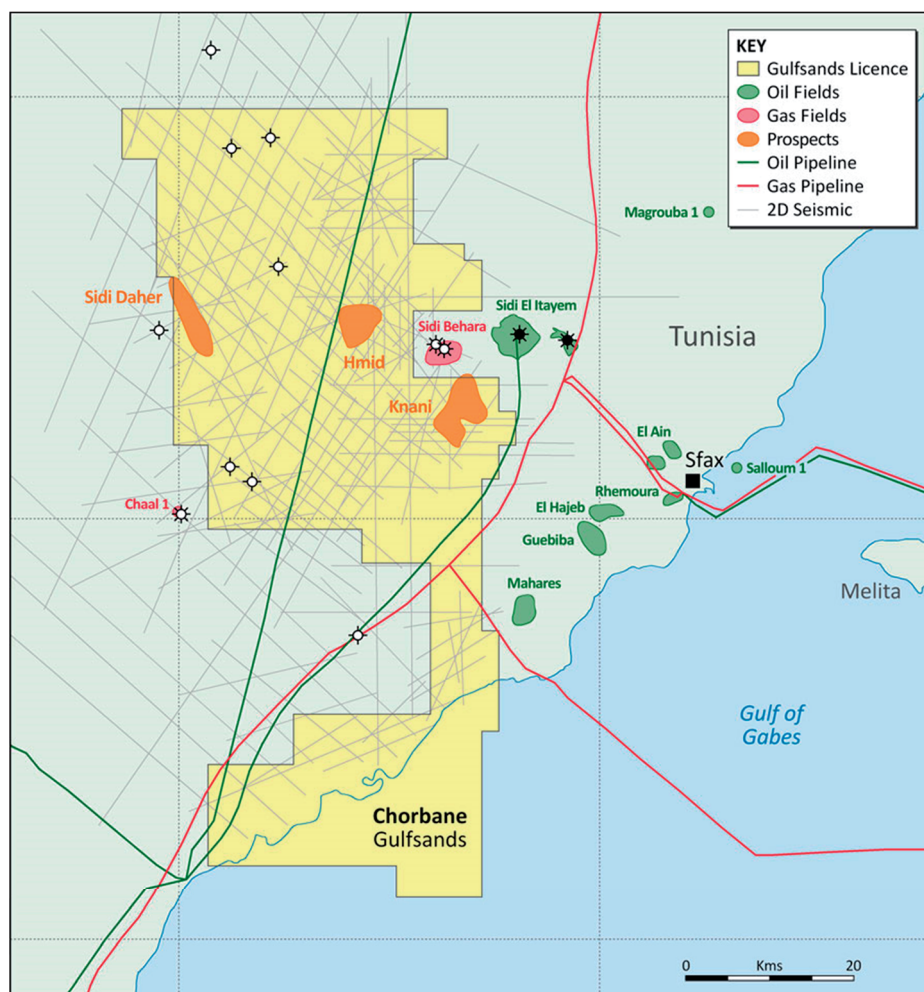 KEY
Gulfsands Licence
Oil Fields
Gas Fields
Prospects
Oil Pipeline
Gas Pipeline
2D Seismic
Magrouba 1
Sidi Daher
Sidi El Itayem
Sidi Behara
Hmid
Tunisia
Knani
El Ain
Sfax
Salloum 1
Rhemoura
Chaal 1
El Hajeb
Guebiba
Mahares
Melita
Gulf of
Gabes
Chorbane
Gulfsands
0 Kms 20